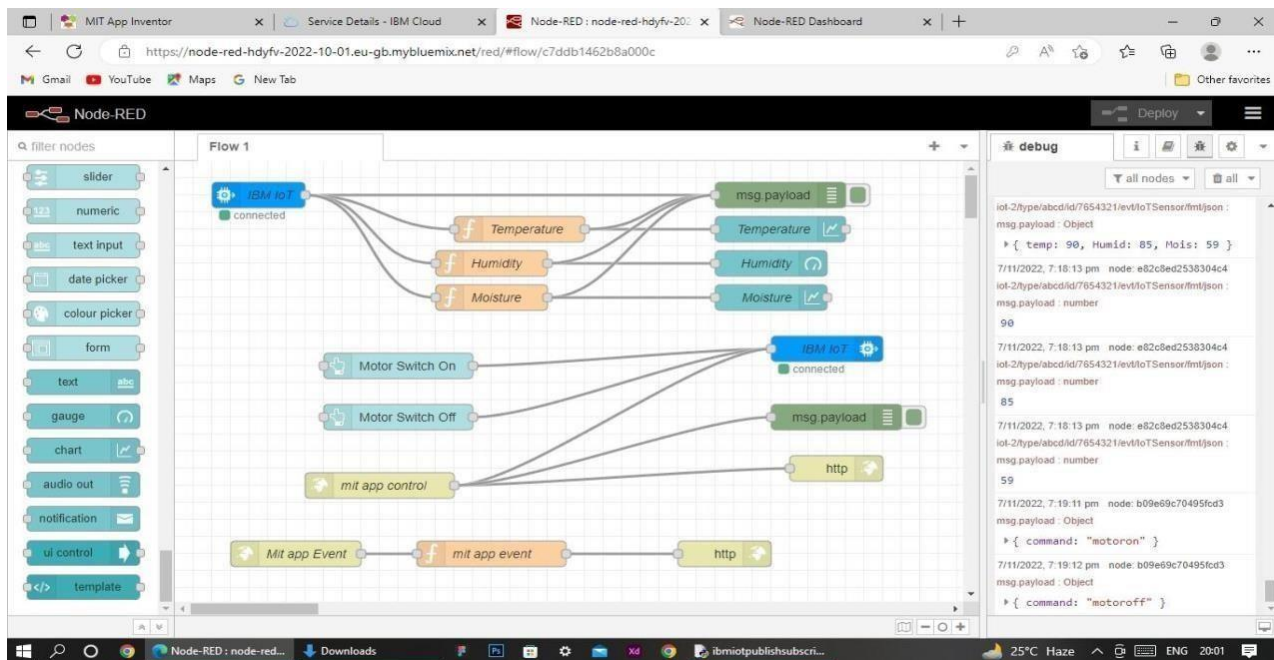 MIT App Inventor
Service Details - IBM Cloud
Node-RED : node-red-hdyfv-202
Node-RED Dashboard
https://node-red-hdyfv-2022-10-01.eu-gb.mybluemix.net/red/#flow/c7ddb1462b8a000c
Gmail YouTube Maps New Tab
Other favorites
Node-RED
Deploy
filter nodes
slider
numeric
text input
date picker
colour picker
form
text
gauge
chart
audio out
notification
ui control
template
Flow 1
IBM IoT
connected
msg.payload
Temperature
Temperature
Humidity
Humidity
Moisture
Moisture
Motor Switch On
IBM IoT
connected
Motor Switch Off
msg.payload
http
mit app control
Mit app Event
mit app event
http
debug
all nodes
all
iot-2/type/abcd/id/7654321/evt/IoTSensor/fmt/json :
msg.payload : Object
{ temp: 90, Humid: 85, Mois: 59 }
7/11/2022, 7:18:13 pm node: e82c8ed2538304c4
iot-2/type/abcd/id/7654321/evt/IoTSensor/fmt/json :
msg.payload : number
90
7/11/2022, 7:18:13 pm node: e82c8ed2538304c4
iot-2/type/abcd/id/7654321/evt/IoTSensor/fmt/json :
msg.payload : number
85
7/11/2022, 7:18:13 pm node: e82c8ed2538304c4
iot-2/type/abcd/id/7654321/evt/IoTSensor/fmt/json :
msg.payload : number
59
7/11/2022, 7:19:11 pm node: b09e69c70495fcd3
msg.payload : Object
{ command: "motoron" }
7/11/2022, 7:19:12 pm node: b09e69c70495fcd3
msg.payload : Object
{ command: "motoroff" }
Node-RED : node-red...
Downloads
ibmiotpublishsubscri...
25°C Haze
ENG
20:01